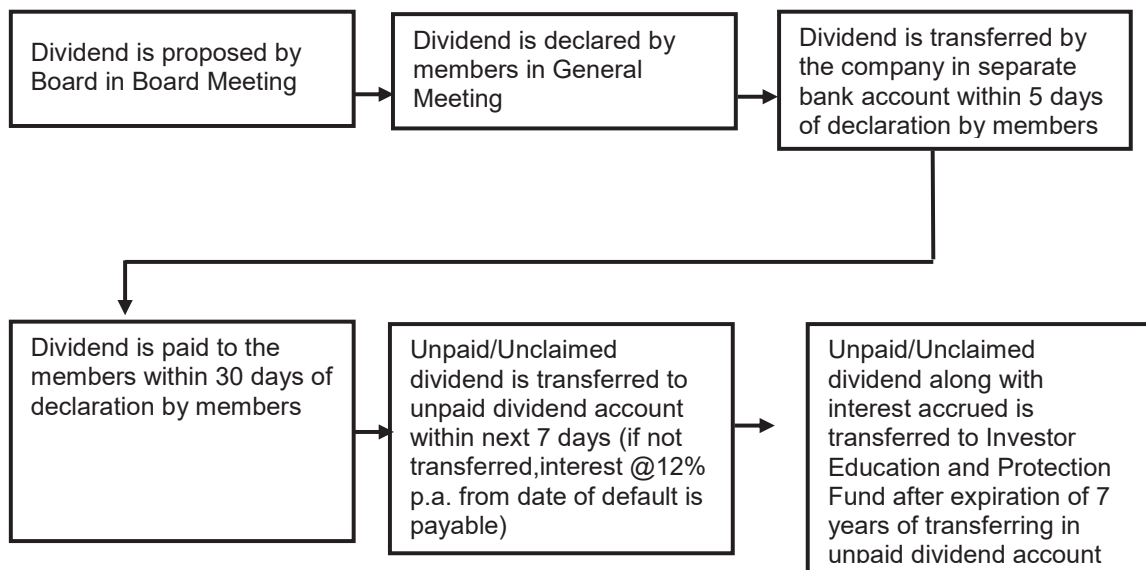 Dividend is proposed by
Board in Board Meeting
Dividend is declared by
members in General
Meeting
Dividend is transferred by
the company in separate
bank account within 5 days
of declaration by members
Dividend is paid to the
members within 30 days of
declaration by members
Unpaid/Unclaimed
dividend is transferred to
unpaid dividend account
within next 7 days (if not
transferred,interest @12%
p.a. from date of default is
payable)
Unpaid/Unclaimed
dividend along with
interest accrued is
transferred to Investor
Education and Protection
Fund after expiration of 7
years of transferring in
unpaid dividend account